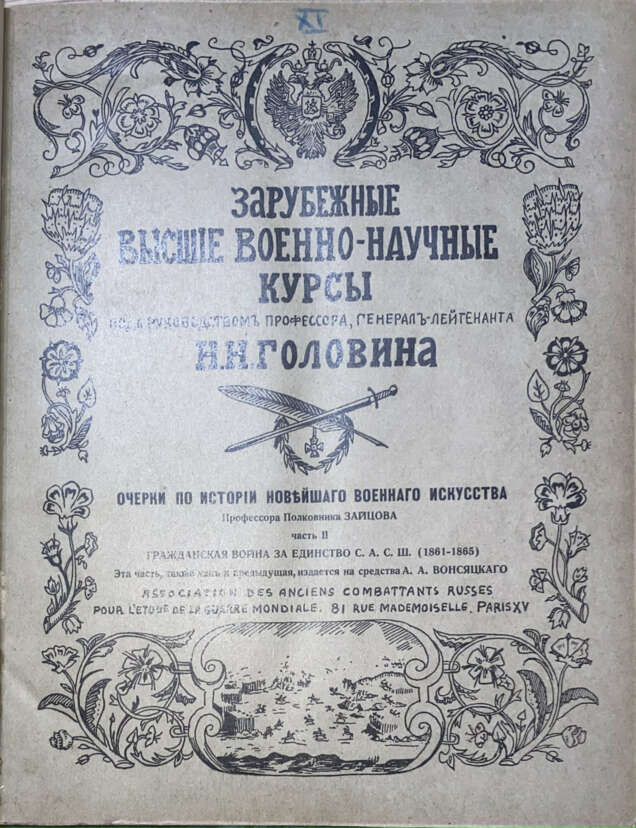 XI
ЗАРУБЕЖНЫЕ
ВЫСШІЕ ВОЕННО-НАУЧНЫЕ
КУРСЫ
ПОДЪ РУКОВОДСТВОМЪ ПРОФЕССОРА, ГЕНЕРАЛЪ-ЛЕЙТЕНАНТА
Н.Н.ГОЛОВИНА
ОЧЕРКИ ПО ИСТОРІИ НОВѢЙШАГО ВОЕННАГО ИСКУССТВА
Профессора Полковника ЗАЙЦОВА
часть II
ГРАЖДАНСКАЯ ВОЙНА ЗА ЕДИНСТВО С. А. С. Ш. (1861-1865)
Эта часть, также какъ и предыдущая, издается на средства А. А. ВОНСЯЦКАГО
ASSOCIATION DES ANCIENS COMBATTANTS RUSSES
POUR L'ETUDE DE LA GUERRE MONDIALE. 81 RUE MADEMOISELLE. PARIS XV